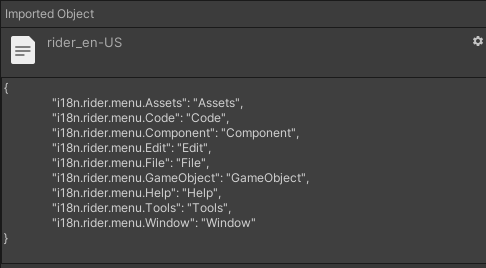 Imported Object
rider_en-US
{
"i18n.rider.menu.Assets": "Assets",
"i18n.rider.menu.Code": "Code",
"i18n.rider.menu.Component": "Component",
"i18n.rider.menu.Edit": "Edit",
"i18n.rider.menu.File": "File",
"i18n.rider.menu.GameObject": "GameObject",
"i18n.rider.menu.Help": "Help",
"i18n.rider.menu.Tools": "Tools",
"i18n.rider.menu.Window": "Window"
}